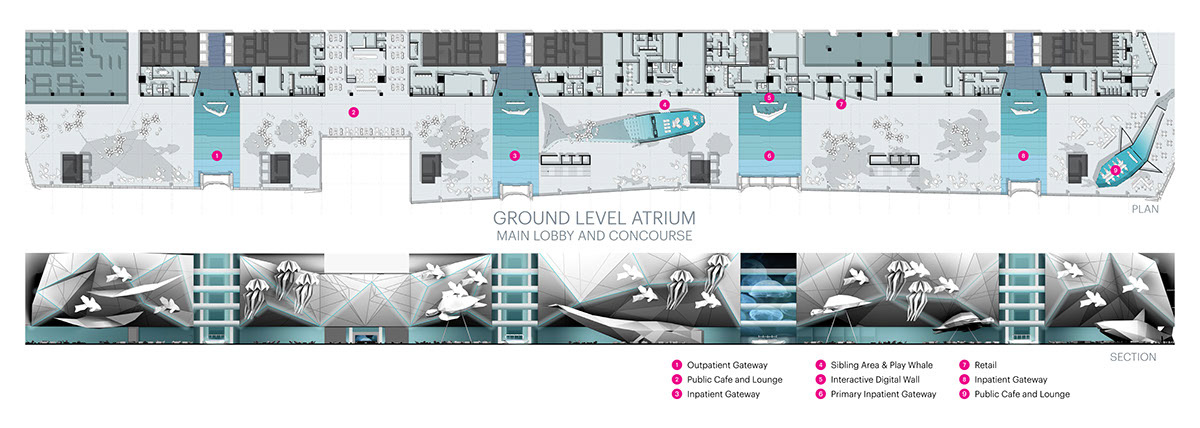 1
2
3
4
5
6
7
8
9
PLAN
GROUND LEVEL ATRIUM
MAIN LOBBY AND CONCOURSE
SECTION
1 Outpatient Gateway
2 Public Cafe and Lounge
3 Inpatient Gateway
4 Sibling Area & Play Whale
5 Interactive Digital Wall
6 Primary Inpatient Gateway
7 Retail
8 Inpatient Gateway
9 Public Cafe and Lounge